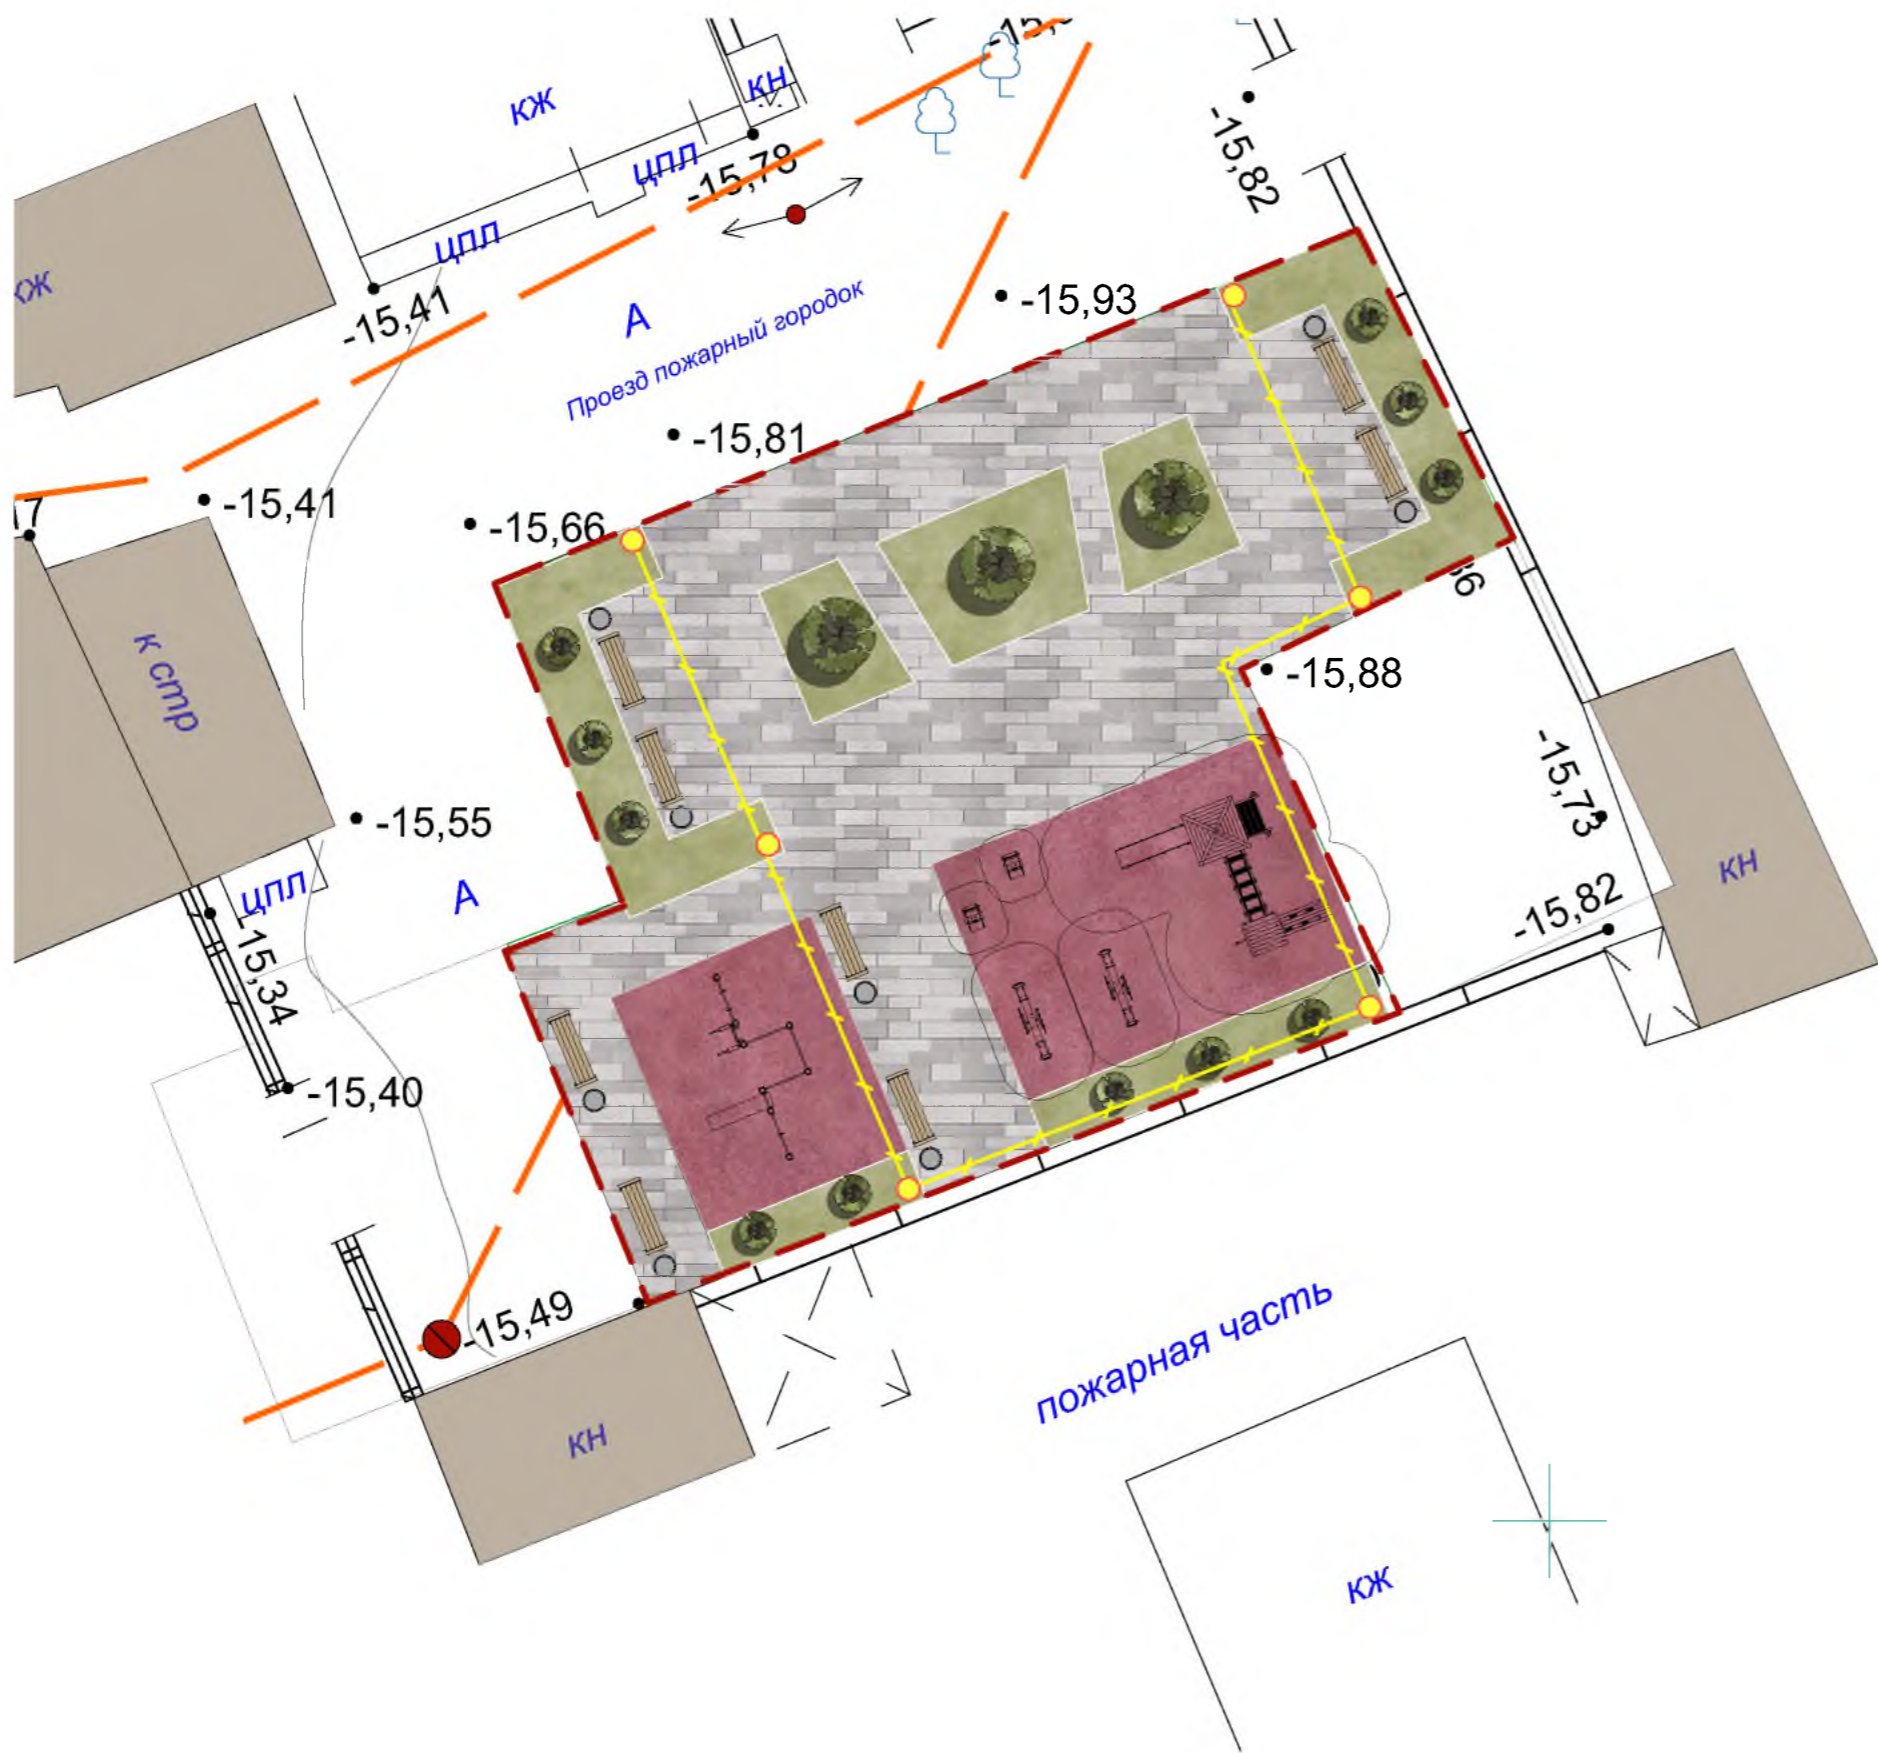 кж
кн
цпл
-15,78
-15,82
цпл
кж
-15,41
А
Проезд пожарный городок
-15,93
-15,81
-15,41
-15,66
к стр
-15,88
-15,55
-15,73
цпл
А
кн
-15,82
-15,34
-15,40
-15,49
пожарная часть
кн
кж